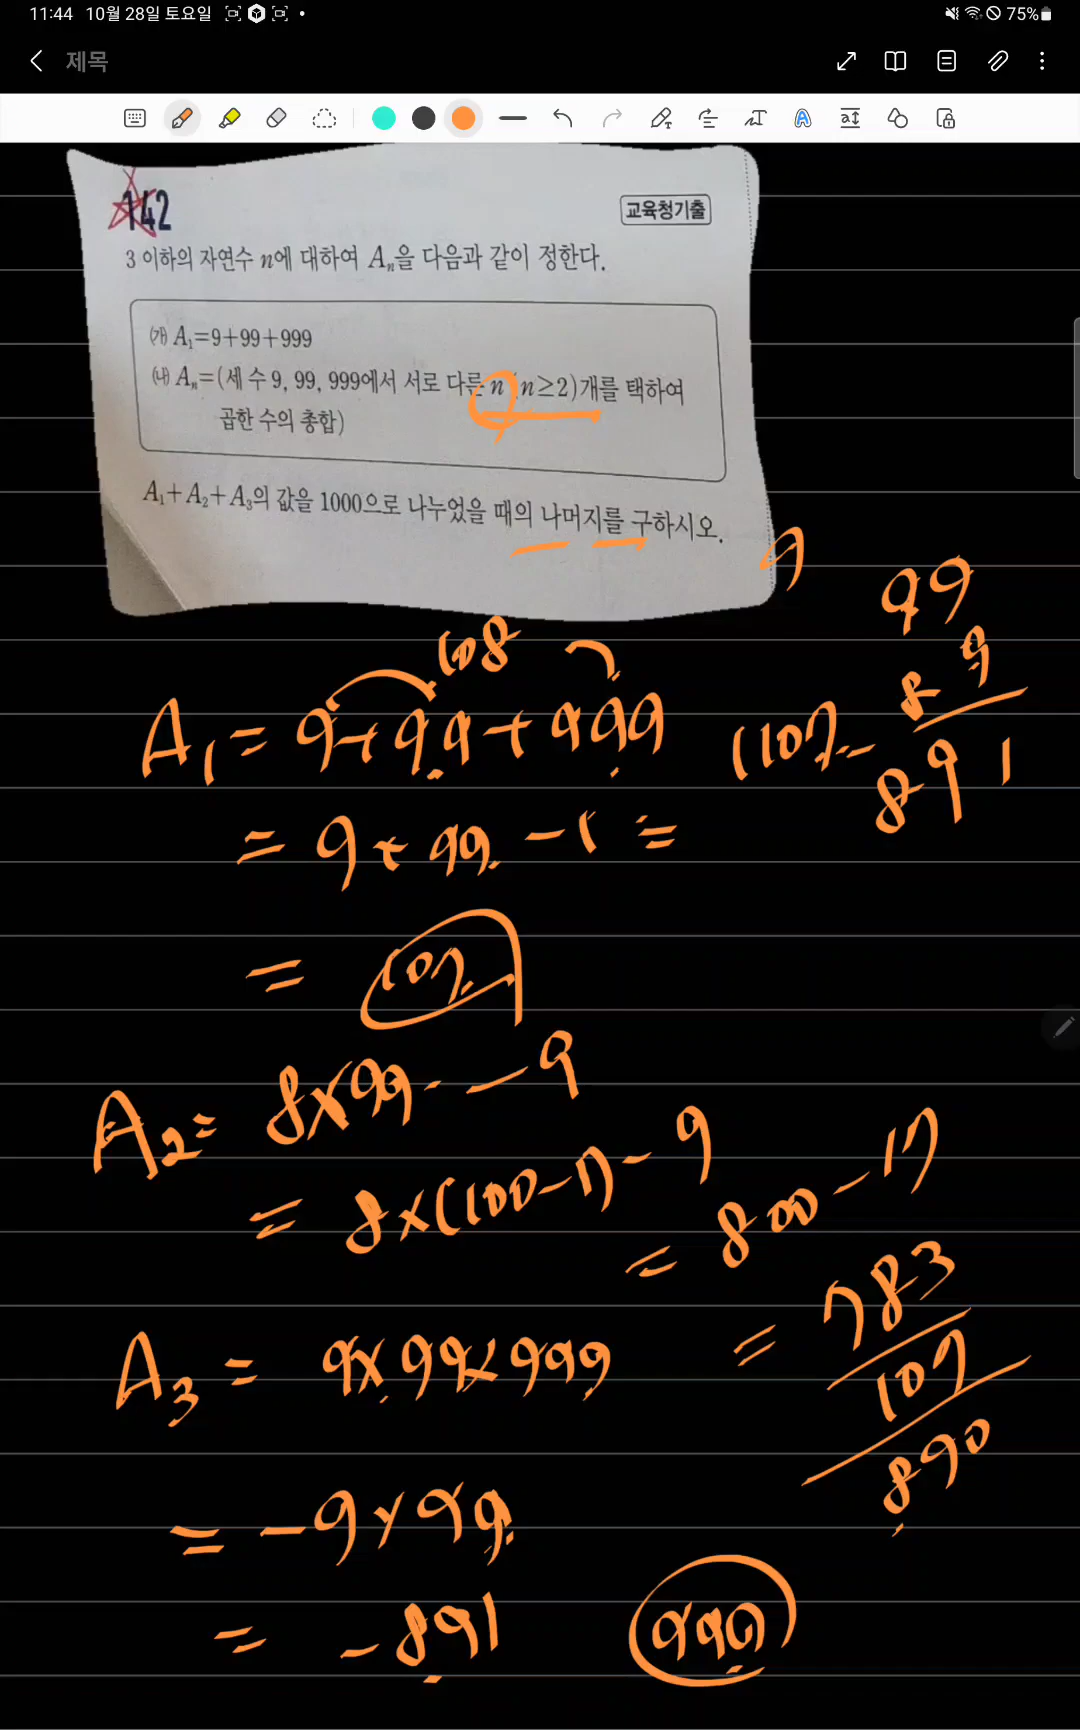 11:44 10월 28일 토요일
75%
제목
142
교육청기출
3 이하의 자연수 n에 대하여 Aₙ을 다음과 같이 정한다.
㈎ A₁=9+99+999
㈏ Aₙ=(세 수 9, 99, 999에서 서로 다른 n(n≥2)개를 택하여
곱한 수의 총합)
A₁+A₂+A₃의 값을 1000으로 나누었을 때의 나머지를 구하시오.
108
99
8 9
891
A₁ = 9+99+999
(107-
= 9+99-1 =
= 107
A₂ = 8×99 - 9
= 8×(100-1) - 9
= 800-17
= 783
107
890
A₃ = 9×99×999
= -9×99
= -891
999